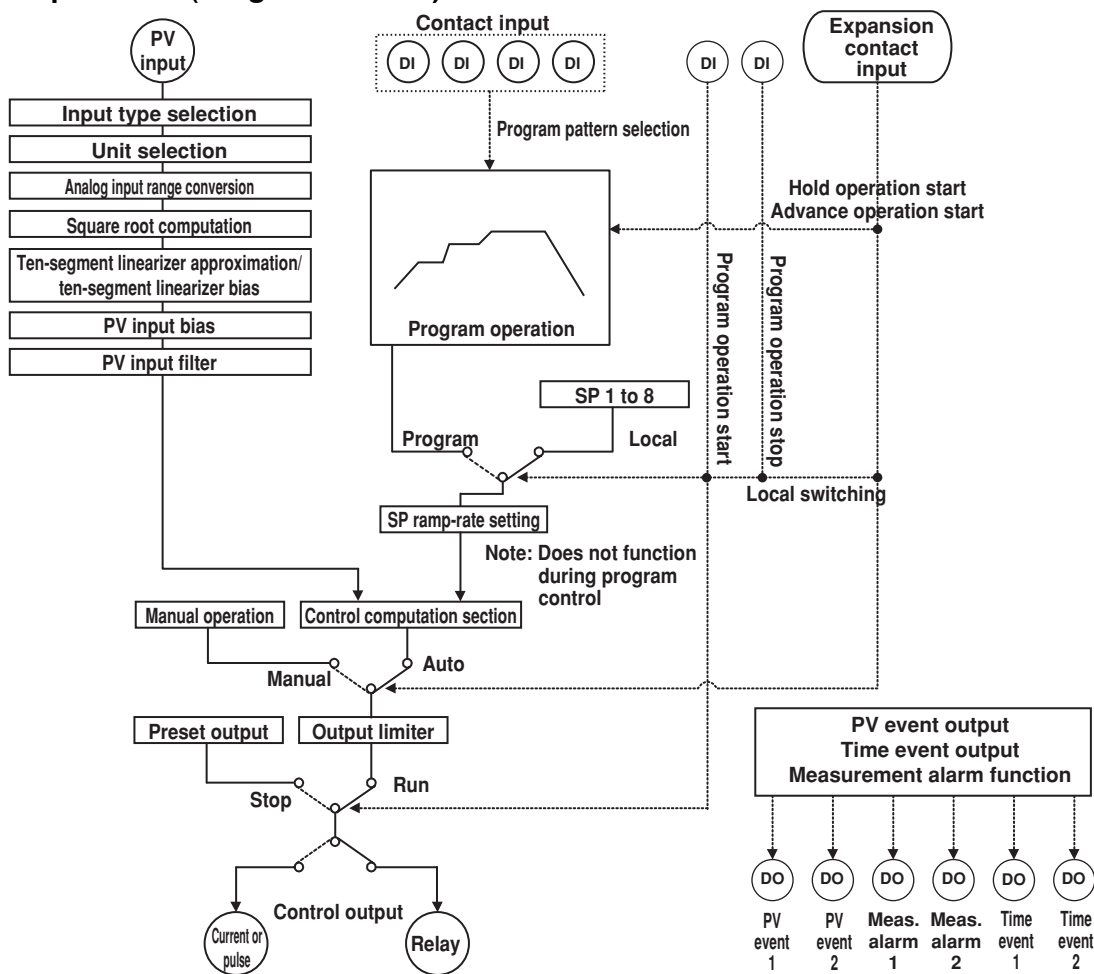 PV
input
Contact input
DI
DI
DI
DI
DI
DI
Expansion
contact
input
Input type selection
Unit selection
Analog input range conversion
Square root computation
Ten-segment linearizer approximation/
ten-segment linearizer bias
PV input bias
PV input filter
Program pattern selection
Program operation
Hold operation start
Advance operation start
Program operation start
Program operation stop
SP 1 to 8
Program
Local
Local switching
SP ramp-rate setting
Note: Does not function
during program
control
Manual operation
Control computation section
Manual
Auto
Preset output
Output limiter
Stop
Run
Control output
Current or
pulse
Relay
PV event output
Time event output
Measurement alarm function
DO
DO
DO
DO
DO
DO
PV
event
1
PV
event
2
Meas.
alarm
1
Meas.
alarm
2
Time
event
1
Time
event
2